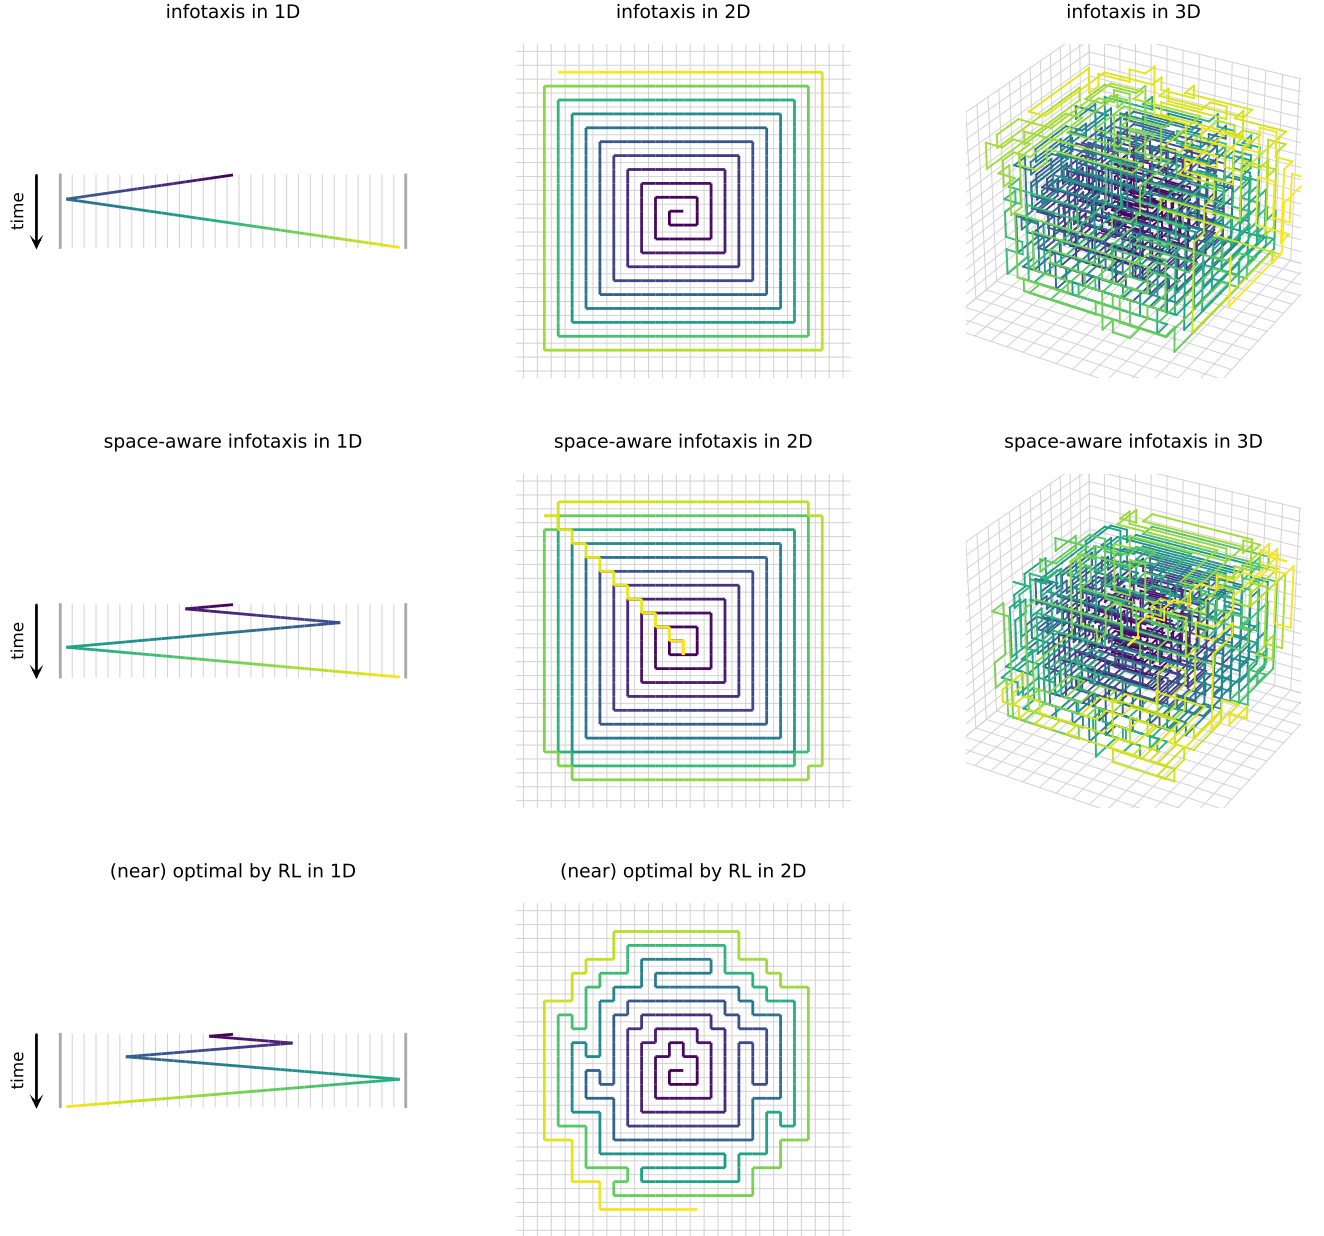 infotaxis in 1D
infotaxis in 2D
infotaxis in 3D
time
space-aware infotaxis in 1D
space-aware infotaxis in 2D
space-aware infotaxis in 3D
time
(near) optimal by RL in 1D
(near) optimal by RL in 2D
time